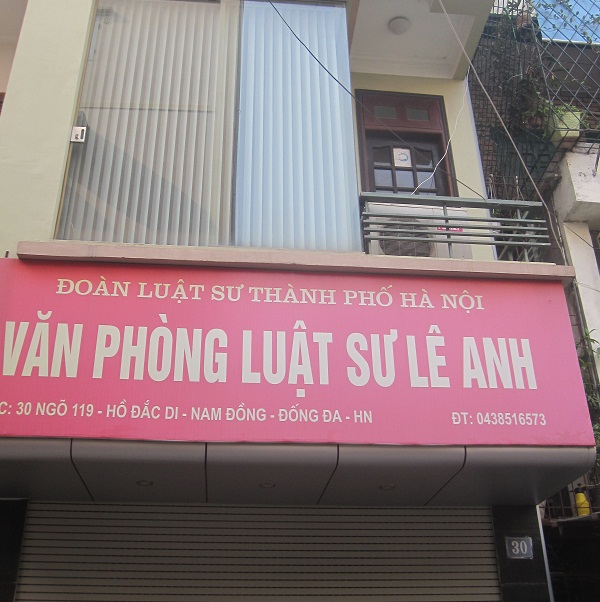 ĐOÀN LUẬT SƯ THÀNH PHỐ HÀ NỘI
VĂN PHÒNG LUẬT SƯ LÊ ANH
C: 30 NGÕ 119 - HỒ ĐẮC DI - NAM ĐỒNG - ĐỐNG ĐA - HN ĐT: 0438516573
30